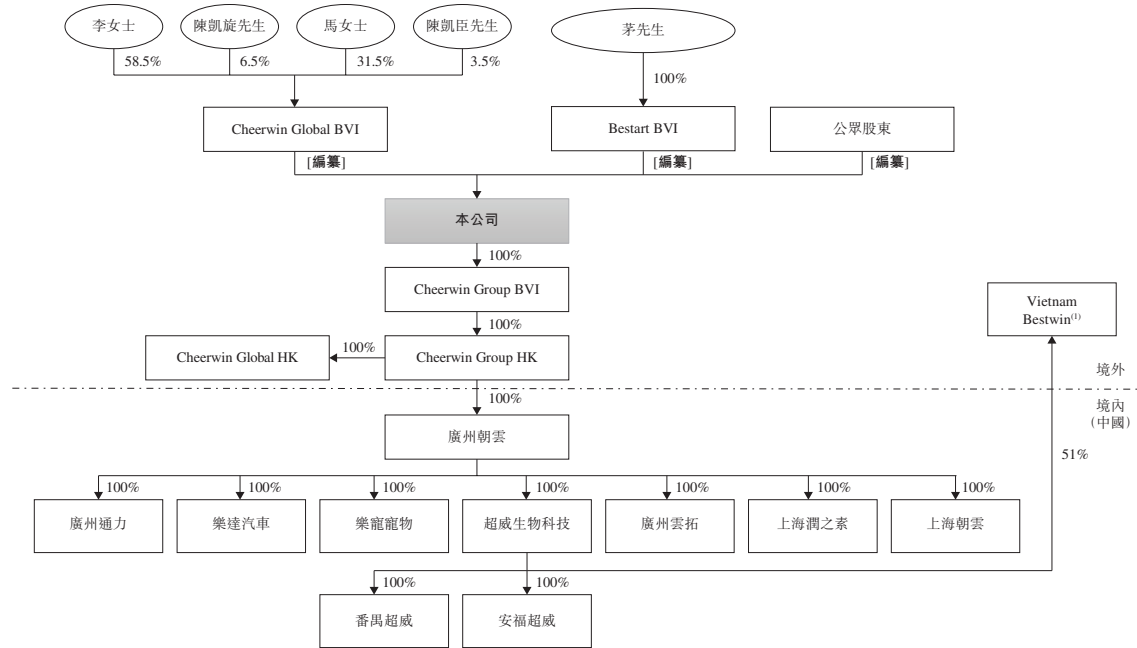 李女士
陳凱旋先生
馬女士
陳凱臣先生
茅先生
58.5%
6.5%
31.5%
3.5%
100%
Cheerwin Global BVI
Bestart BVI
公眾股東
[編纂]
[編纂]
[編纂]
本公司
100%
Cheerwin Group BVI
Vietnam
Bestwin(1)
100%
Cheerwin Global HK
100%
Cheerwin Group HK
境外
100%
境內
(中國)
廣州朝雲
51%
100%
100%
100%
100%
100%
100%
100%
廣州通力
樂達汽車
樂寵寵物
超威生物科技
廣州雲拓
上海潤之素
上海朝雲
100%
100%
番禺超威
安福超威